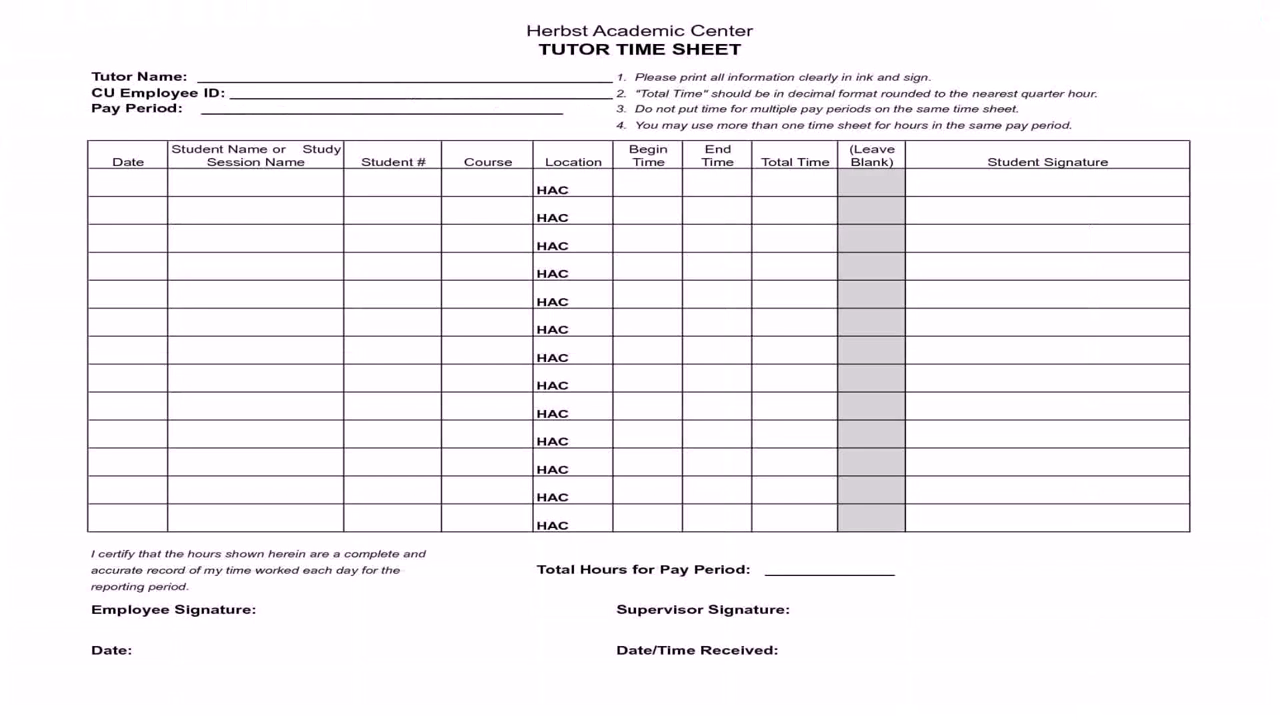 Herbst Academic Center
TUTOR TIME SHEET
Tutor Name:
CU Employee ID:
Pay Period:
1. Please print all information clearly in ink and sign.
2. "Total Time" should be in decimal format rounded to the nearest quarter hour.
3. Do not put time for multiple pay periods on the same time sheet.
4. You may use more than one time sheet for hours in the same pay period.
Date
Student Name or Study
Session Name
Student #
Course
Location
Begin
Time
End
Time
Total Time
(Leave
Blank)
Student Signature
HAC
HAC
HAC
HAC
HAC
HAC
HAC
HAC
HAC
HAC
HAC
HAC
HAC
I certify that the hours shown herein are a complete and
accurate record of my time worked each day for the
reporting period.
Total Hours for Pay Period:
Employee Signature:
Supervisor Signature:
Date:
Date/Time Received: